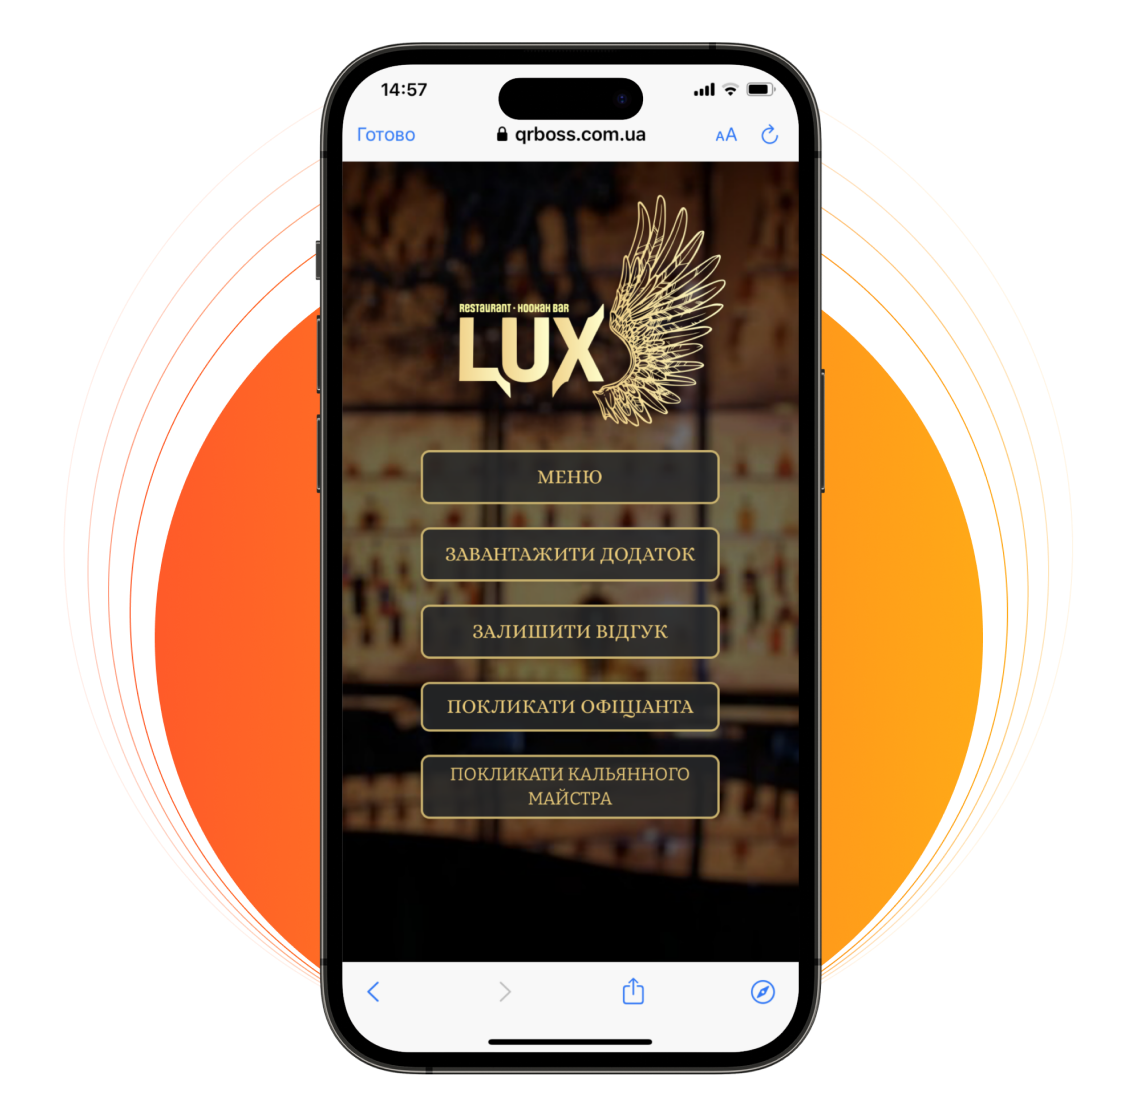 14:57
Готово qrboss.com.ua AA
RESTAURANT · HOOKAH BAR
LUX
МЕНЮ
ЗАВАНТАЖИТИ ДОДАТОК
ЗАЛИШИТИ ВІДГУК
ПОКЛИКАТИ ОФІЦІАНТА
ПОКЛИКАТИ КАЛЬЯННОГО
МАЙСТРА